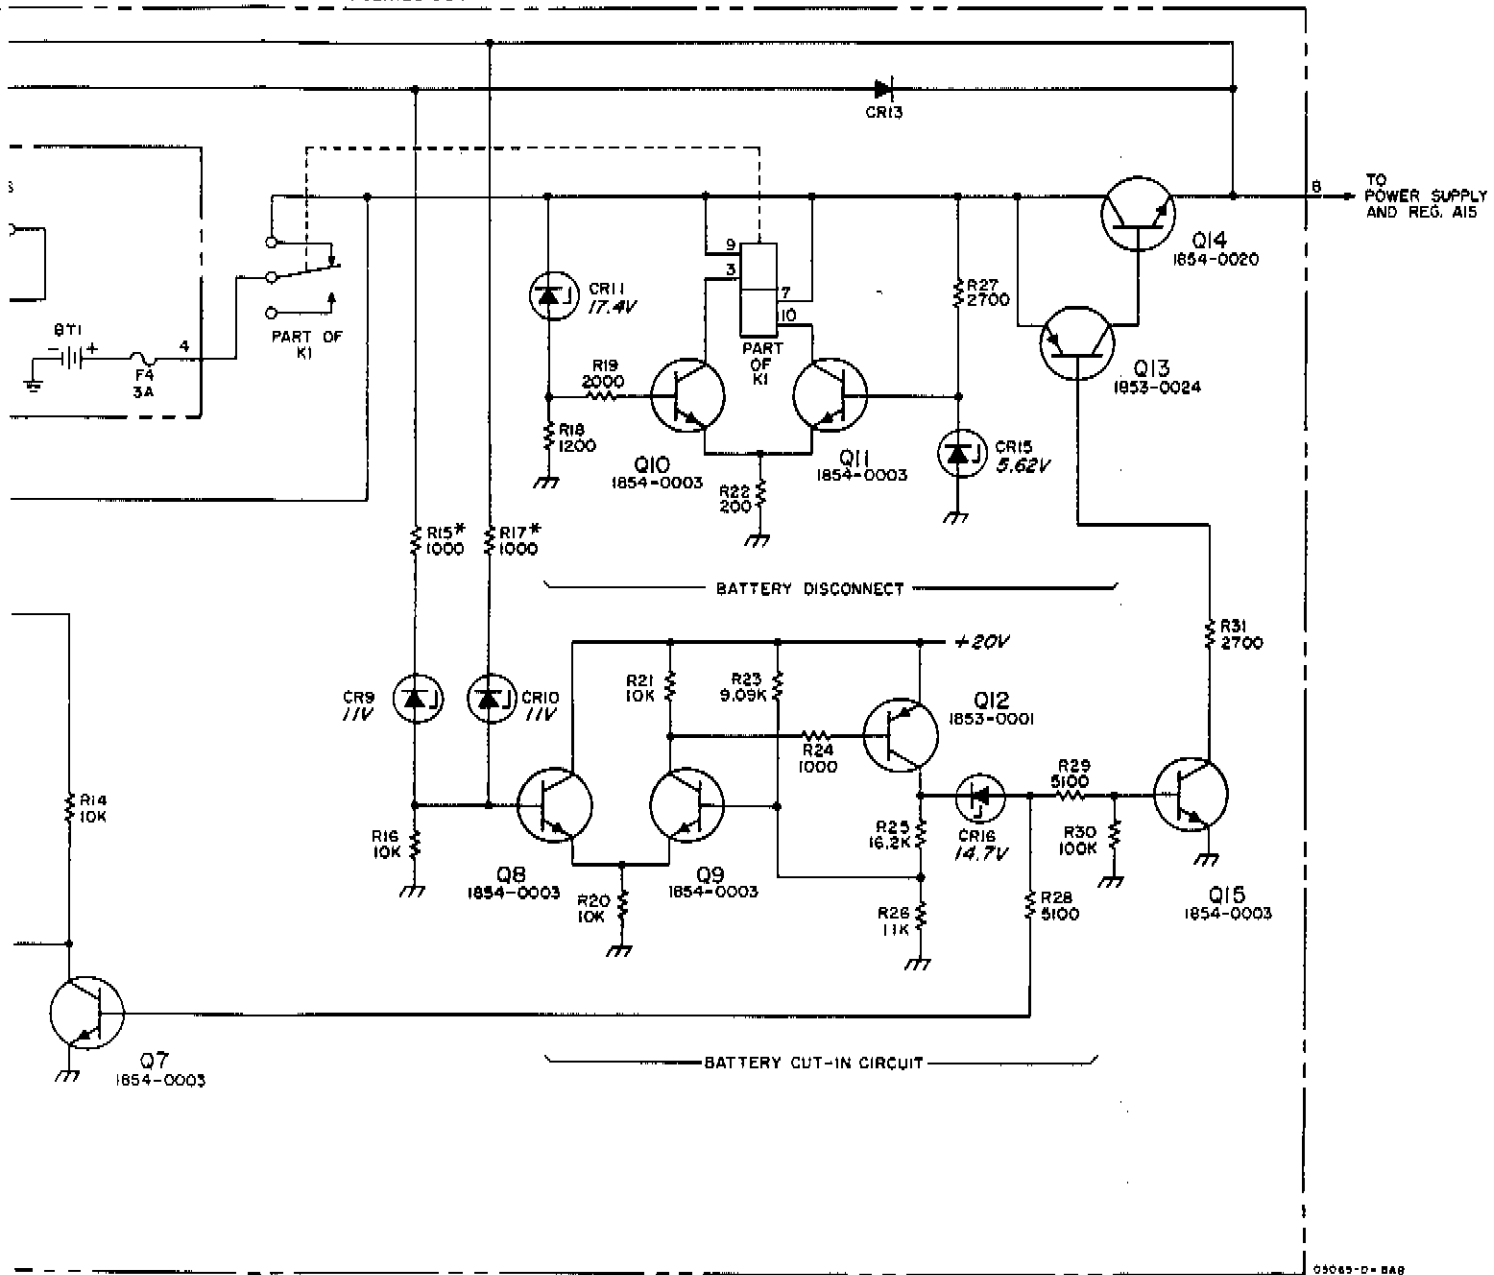 CR13
8
TO
POWER SUPPLY
AND REG. A15
Q14
1854-0020
9
3
7
10
CR11
17.4V
R27
2700
PART OF
K1
BT1
- +
F4
3A
4
PART
OF
K1
R19
2000
Q13
1853-0024
R18
1200
Q10
1854-0003
Q11
1854-0003
CR15
5.62V
R22
200
R15*
1000
R17*
1000
BATTERY DISCONNECT
R31
2700
+20V
CR9
11V
CR10
11V
R21
10K
R23
9.09K
Q12
1853-0001
R24
1000
R29
5100
R14
10K
R16
10K
R25
16.2K
CR16
14.7V
R30
100K
Q8
1854-0003
Q9
1854-0003
R20
10K
R26
11K
R28
5100
Q15
1854-0003
Q7
1854-0003
BATTERY CUT-IN CIRCUIT